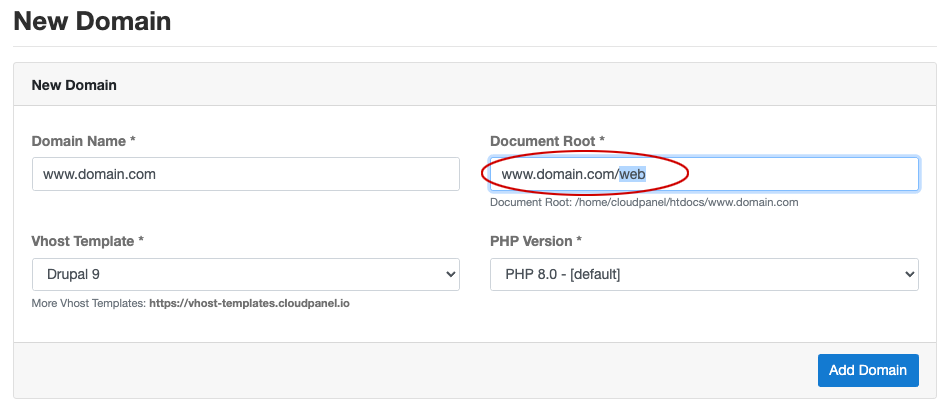 New Domain
New Domain
Domain Name *
www.domain.com
Document Root *
www.domain.com/web
Document Root: /home/cloudpanel/htdocs/www.domain.com
Vhost Template *
Drupal 9
More Vhost Templates: https://vhost-templates.cloudpanel.io
PHP Version *
PHP 8.0 - [default]
Add Domain